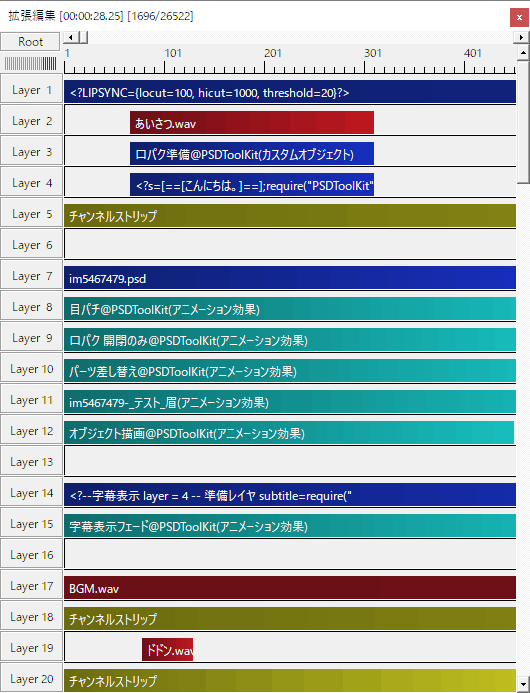 拡張編集 [00:00:28.25] [1696/26522]
Root
1 101 201 301 401
Layer 1 <?LIPSYNC={locut=100, hicut=1000, threshold=20}?>
Layer 2 あいさつ.wav
Layer 3 口パク準備@PSDToolKit(カスタムオブジェクト)
Layer 4 <?s=[==[こんにちは。]==];require("PSDToolKit"
Layer 5 チャンネルストリップ
Layer 6
Layer 7 im5467479.psd
Layer 8 目パチ@PSDToolKit(アニメーション効果)
Layer 9 口パク 開閉のみ@PSDToolKit(アニメーション効果)
Layer 10 パーツ差し替え@PSDToolKit(アニメーション効果)
Layer 11 im5467479-_テスト_眉(アニメーション効果)
Layer 12 オブジェクト描画@PSDToolKit(アニメーション効果)
Layer 13
Layer 14 <?--字幕表示 layer = 4 -- 準備レイヤ subtitle=require("
Layer 15 字幕表示フェード@PSDToolKit(アニメーション効果)
Layer 16
Layer 17 BGM.wav
Layer 18 チャンネルストリップ
Layer 19 ドドン.wav
Layer 20 チャンネルストリップ